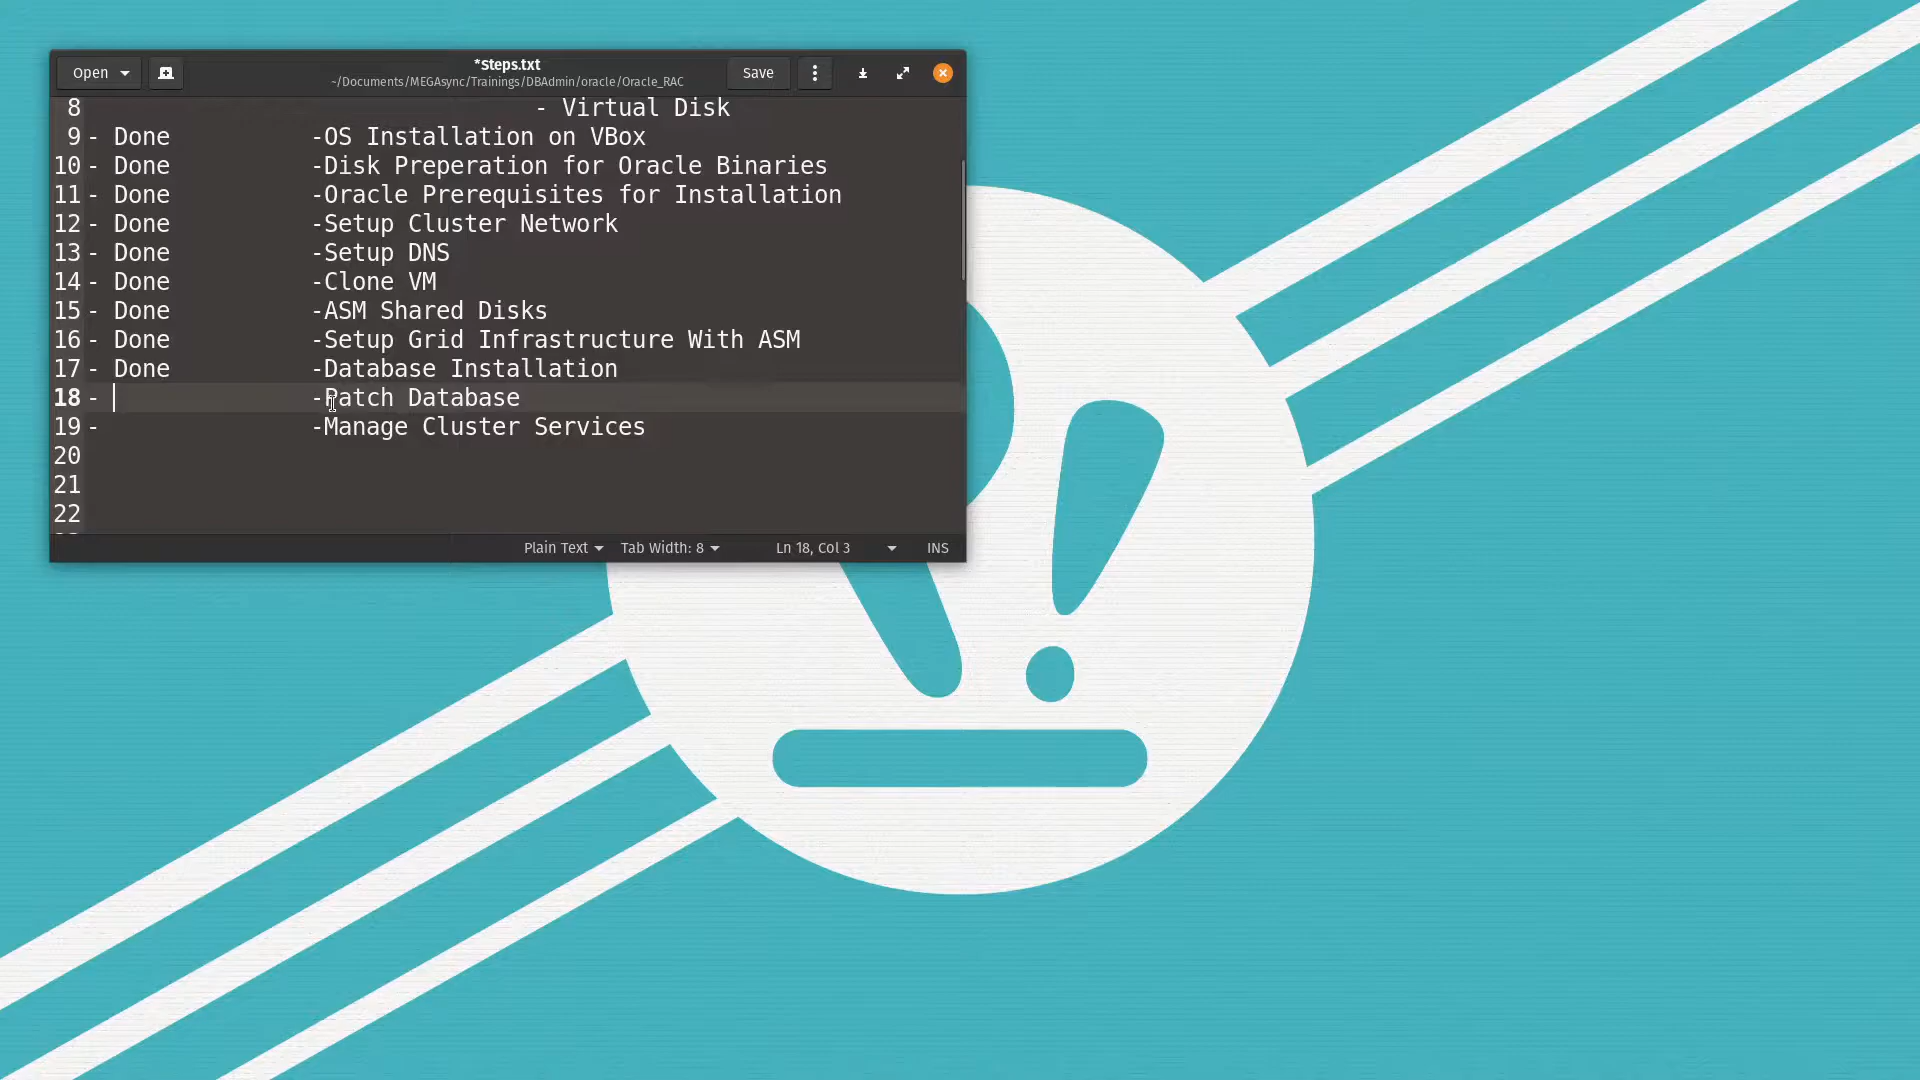 Open
*Steps.txt
~/Documents/MEGAsync/Trainings/DBAdmin/oracle/Oracle_RAC
Save
8 - Virtual Disk
9 - Done -OS Installation on VBox
10 - Done -Disk Preperation for Oracle Binaries
11 - Done -Oracle Prerequisites for Installation
12 - Done -Setup Cluster Network
13 - Done -Setup DNS
14 - Done -Clone VM
15 - Done -ASM Shared Disks
16 - Done -Setup Grid Infrastructure With ASM
17 - Done -Database Installation
18 - -Patch Database
19 - -Manage Cluster Services
20
21
22
Plain Text Tab Width: 8 Ln 18, Col 3 INS